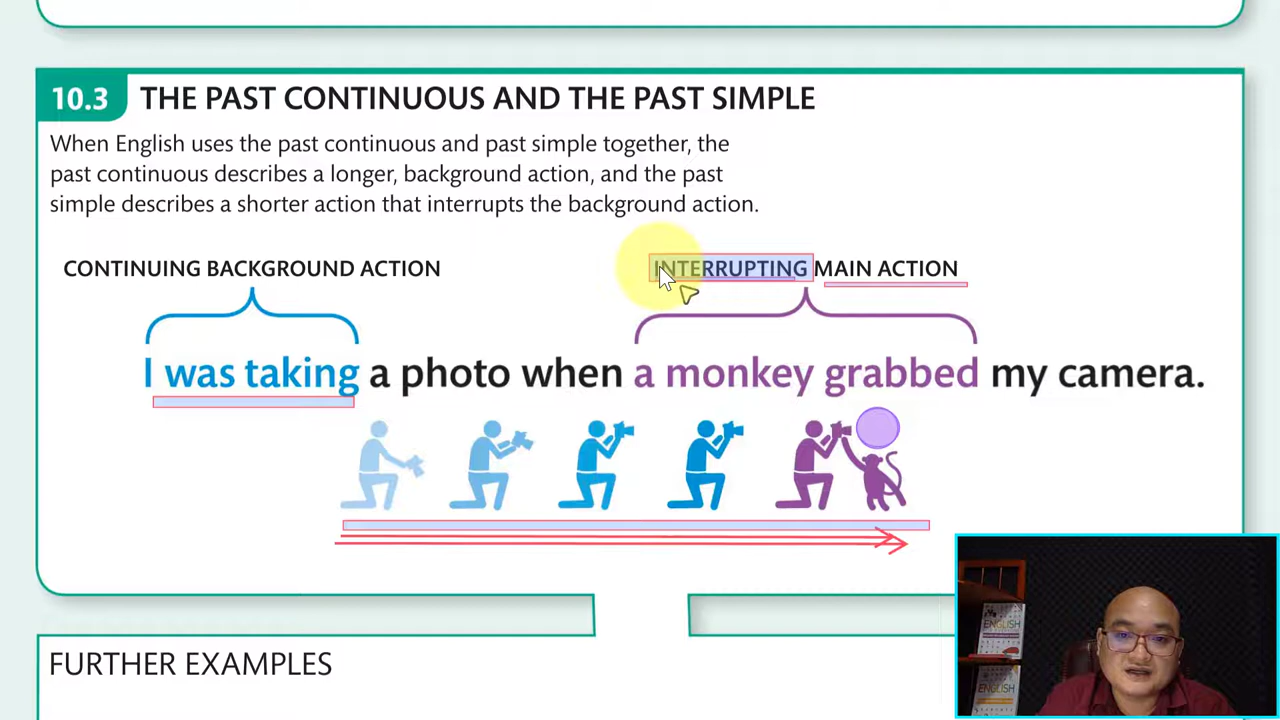 10.3 THE PAST CONTINUOUS AND THE PAST SIMPLE
When English uses the past continuous and past simple together, the
past continuous describes a longer, background action, and the past
simple describes a shorter action that interrupts the background action.
CONTINUING BACKGROUND ACTION INTERRUPTING MAIN ACTION
I was taking a photo when a monkey grabbed my camera.
FURTHER EXAMPLES
ENGLISH
ENGLISH